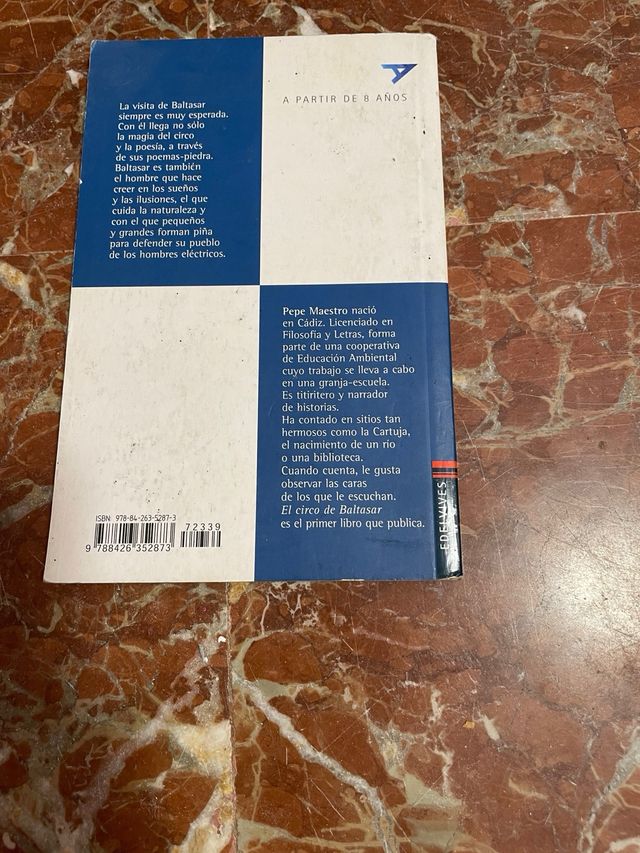 La visita de Baltasar
siempre es muy esperada.
Con él llega no sólo
la magia del circo
y la poesía, a través
de sus poemas-piedra.
Baltasar es también
el hombre que hace
creer en los sueños
y las ilusiones, el que
cuida la naturaleza y
con el que pequeños
y grandes forman piña
para defender su pueblo
de los hombres eléctricos.
A PARTIR DE 8 AÑOS
Pepe Maestro nació
en Cádiz. Licenciado en
Filosofía y Letras, forma
parte de una cooperativa
de Educación Ambiental
cuyo trabajo se lleva a cabo
en una granja-escuela.
Es titiritero y narrador
de historias.
Ha contado en sitios tan
hermosos como la Cartuja,
el nacimiento de un río
o una biblioteca.
Cuando cuenta, le gusta
observar las caras
de los que le escuchan.
El circo de Baltasar
es el primer libro que publica.
ISBN: 978-84-263-5287-3
72339
9 788426 352873
EDELVIVES